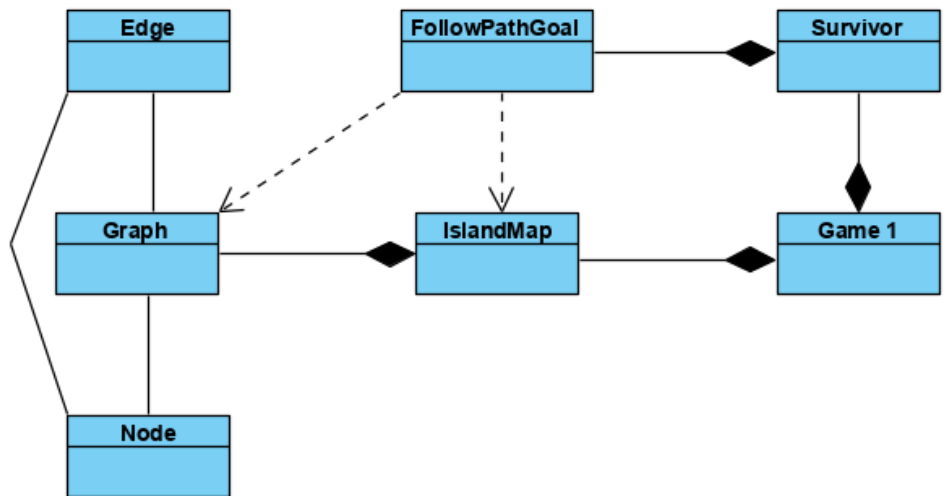 Edge
FollowPathGoal
Survivor
Graph
IslandMap
Game 1
Node